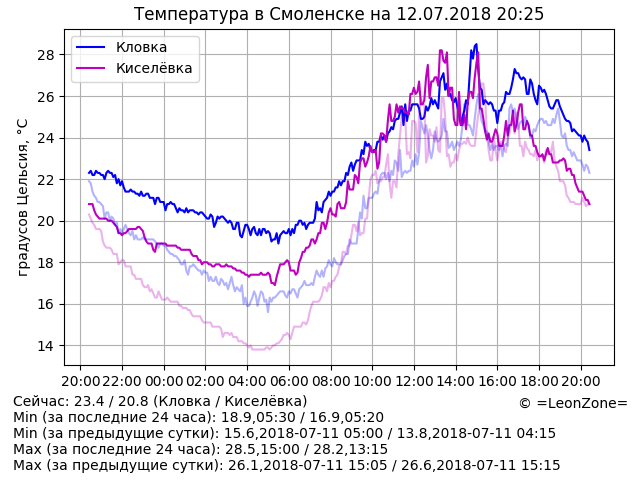 Температура в Смоленске на 12.07.2018 20:25
Кловка
Киселёвка
градусов Цельсия, °C
28
26
24
22
20
18
16
14
20:00 22:00 00:00 02:00 04:00 06:00 08:00 10:00 12:00 14:00 16:00 18:00 20:00
Сейчас: 23.4 / 20.8 (Кловка / Киселёвка)
© =LeonZone=
Min (за последние 24 часа): 18.9,05:30 / 16.9,05:20
Min (за предыдущие сутки): 15.6,2018-07-11 05:00 / 13.8,2018-07-11 04:15
Max (за последние 24 часа): 28.5,15:00 / 28.2,13:15
Max (за предыдущие сутки): 26.1,2018-07-11 15:05 / 26.6,2018-07-11 15:15